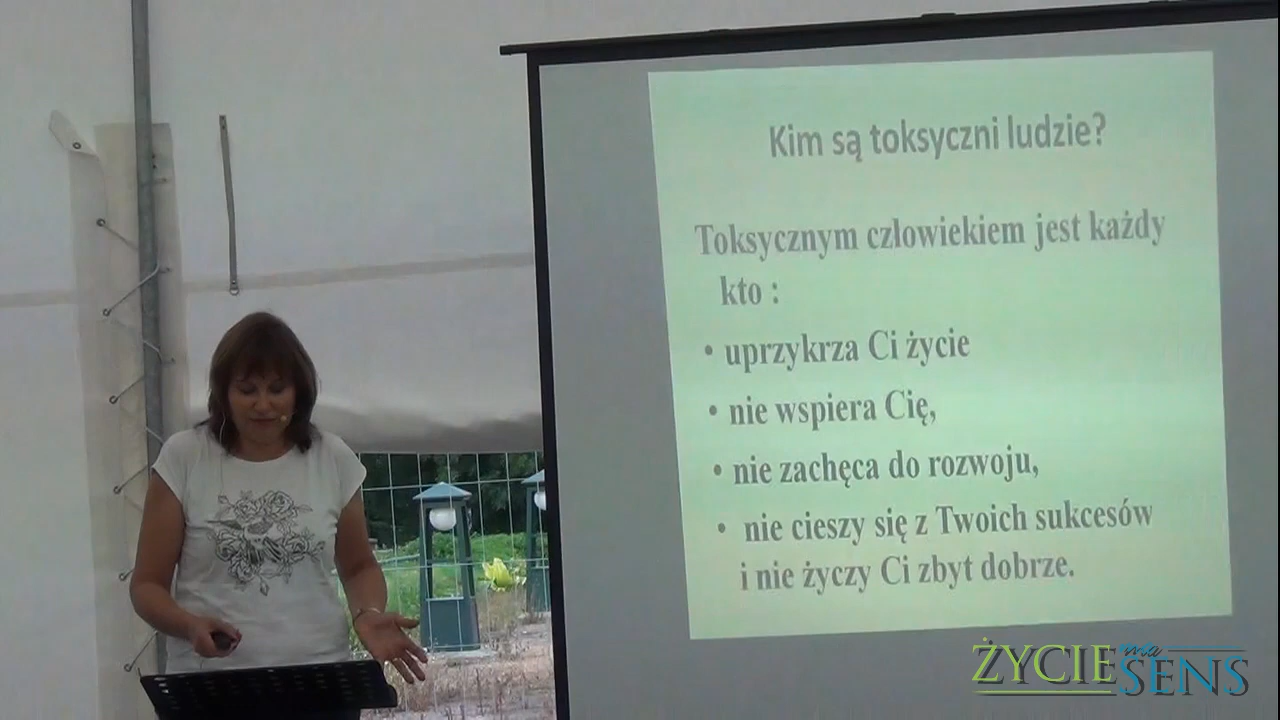 Kim są toksyczni ludzie?
Toksycznym człowiekiem jest każdy
kto :
• uprzykrza Ci życie
• nie wspiera Cię,
• nie zachęca do rozwoju,
• nie cieszy się z Twoich sukcesów
i nie życzy Ci zbyt dobrze.
ŻYCIE ma
SENS